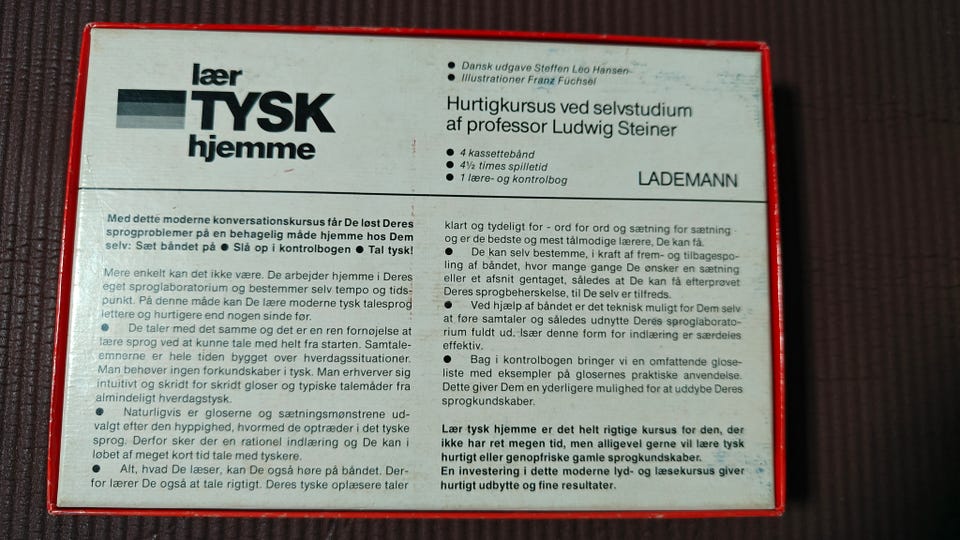 lær
TYSK
hjemme
● Dansk udgave Steffen Leo Hansen
● Illustrationer Franz Füchsel
Hurtigkursus ved selvstudium
af professor Ludwig Steiner
● 4 kassettebånd
● 4½ times spilletid
● 1 lære- og kontrolbog
LADEMANN
Med dette moderne konversationskursus får De løst Deres
sprogproblemer på en behagelig måde hjemme hos Dem
selv: Sæt båndet på ● Slå op i kontrolbogen ● Tal tysk!
Mere enkelt kan det ikke være. De arbejder hjemme i Deres
eget sproglaboratorium og bestemmer selv tempo og tids-
punkt. På denne måde kan De lære moderne tysk talesprog
lettere og hurtigere end nogen sinde før.
● De taler med det samme og det er en ren fornøjelse at
lære sprog ved at kunne tale med helt fra starten. Samtale-
emnerne er hele tiden bygget over hverdagssituationer.
Man behøver ingen forkundskaber i tysk. Man erhverver sig
intuitivt og skridt for skridt gloser og typiske talemåder fra
almindeligt hverdagstysk.
● Naturligvis er gloserne og sætningsmønstrene ud-
valgt efter den hyppighed, hvormed de optræder i det tyske
sprog. Derfor sker der en rationel indlæring og De kan i
løbet af meget kort tid tale med tyskere.
● Alt, hvad De læser, kan De også høre på båndet. Der-
for lærer De også at tale rigtigt. Deres tyske oplæsere taler
klart og tydeligt for - ord for ord og sætning for sætning
og er de bedste og mest tålmodige lærere, De kan få.
● De kan selv bestemme, i kraft af frem- og tilbagespo-
ling af båndet, hvor mange gange De ønsker en sætning
eller et afsnit gentaget, således at De kan få efterprøvet
Deres sprogbeherskelse, til De selv er tilfreds.
● Ved hjælp af båndet er det teknisk muligt for Dem selv
at føre samtaler og således udnytte Deres sproglaborato-
rium fuldt ud. Især denne form for indlæring er særdeles
effektiv.
● Bag i kontrolbogen bringer vi en omfattende glose-
liste med eksempler på glosernes praktiske anvendelse.
Dette giver Dem en yderligere mulighed for at uddybe Deres
sprogkundskaber.
Lær tysk hjemme er det helt rigtige kursus for den, der
ikke har ret megen tid, men alligevel gerne vil lære tysk
hurtigt eller genopfriske gamle sprogkundskaber.
En investering i dette moderne lyd- og læsekursus giver
hurtigt udbytte og fine resultater.